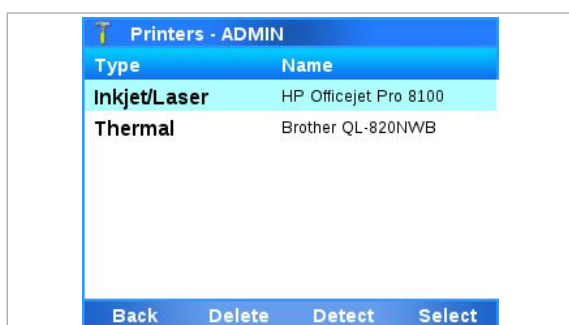 Printers - ADMIN
Type Name
Inkjet/Laser HP Officejet Pro 8100
Thermal Brother QL-820NWB
Back Delete Detect Select